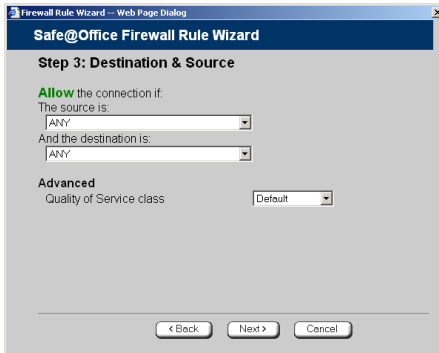 Firewall Rule Wizard -- Web Page Dialog
Safe@Office Firewall Rule Wizard
Step 3: Destination & Source
Allow the connection if:
The source is:
ANY
And the destination is:
ANY
Advanced
Quality of Service class Default
< Back Next > Cancel